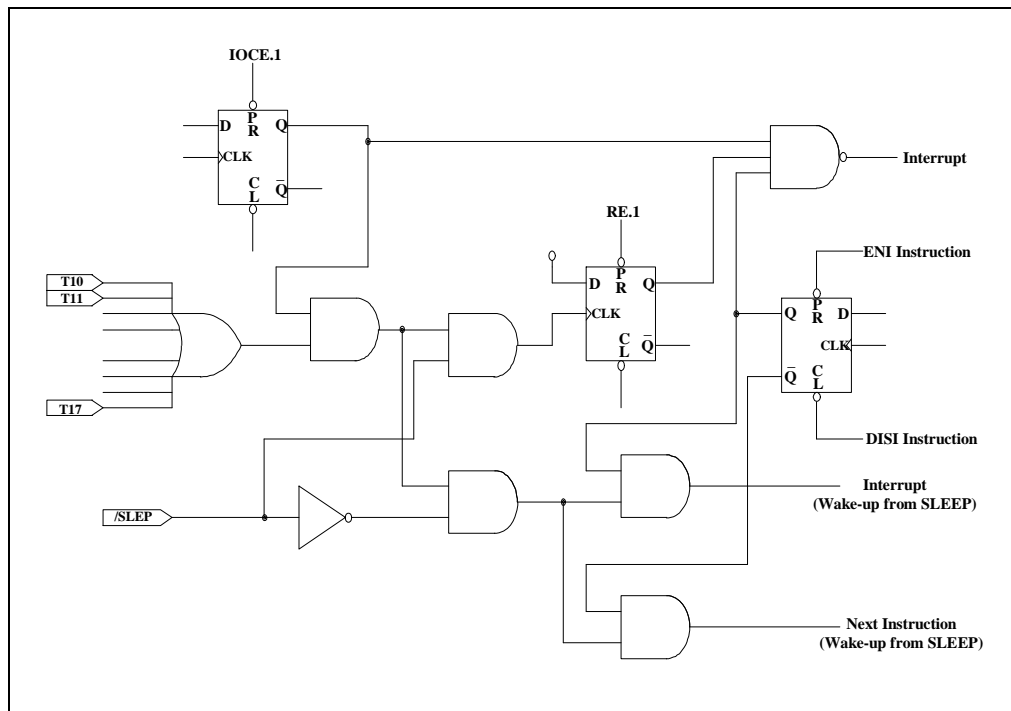 IOCE.1
D
P
R
Q
CLK
C
L
Q̅
Interrupt
RE.1
ENI Instruction
T10
T11
D
P
R
Q
CLK
C
L
Q̅
Q
P
R
D
CLK
Q̅
C
L
T17
DISI Instruction
Interrupt
(Wake-up from SLEEP)
/SLEP
Next Instruction
(Wake-up from SLEEP)